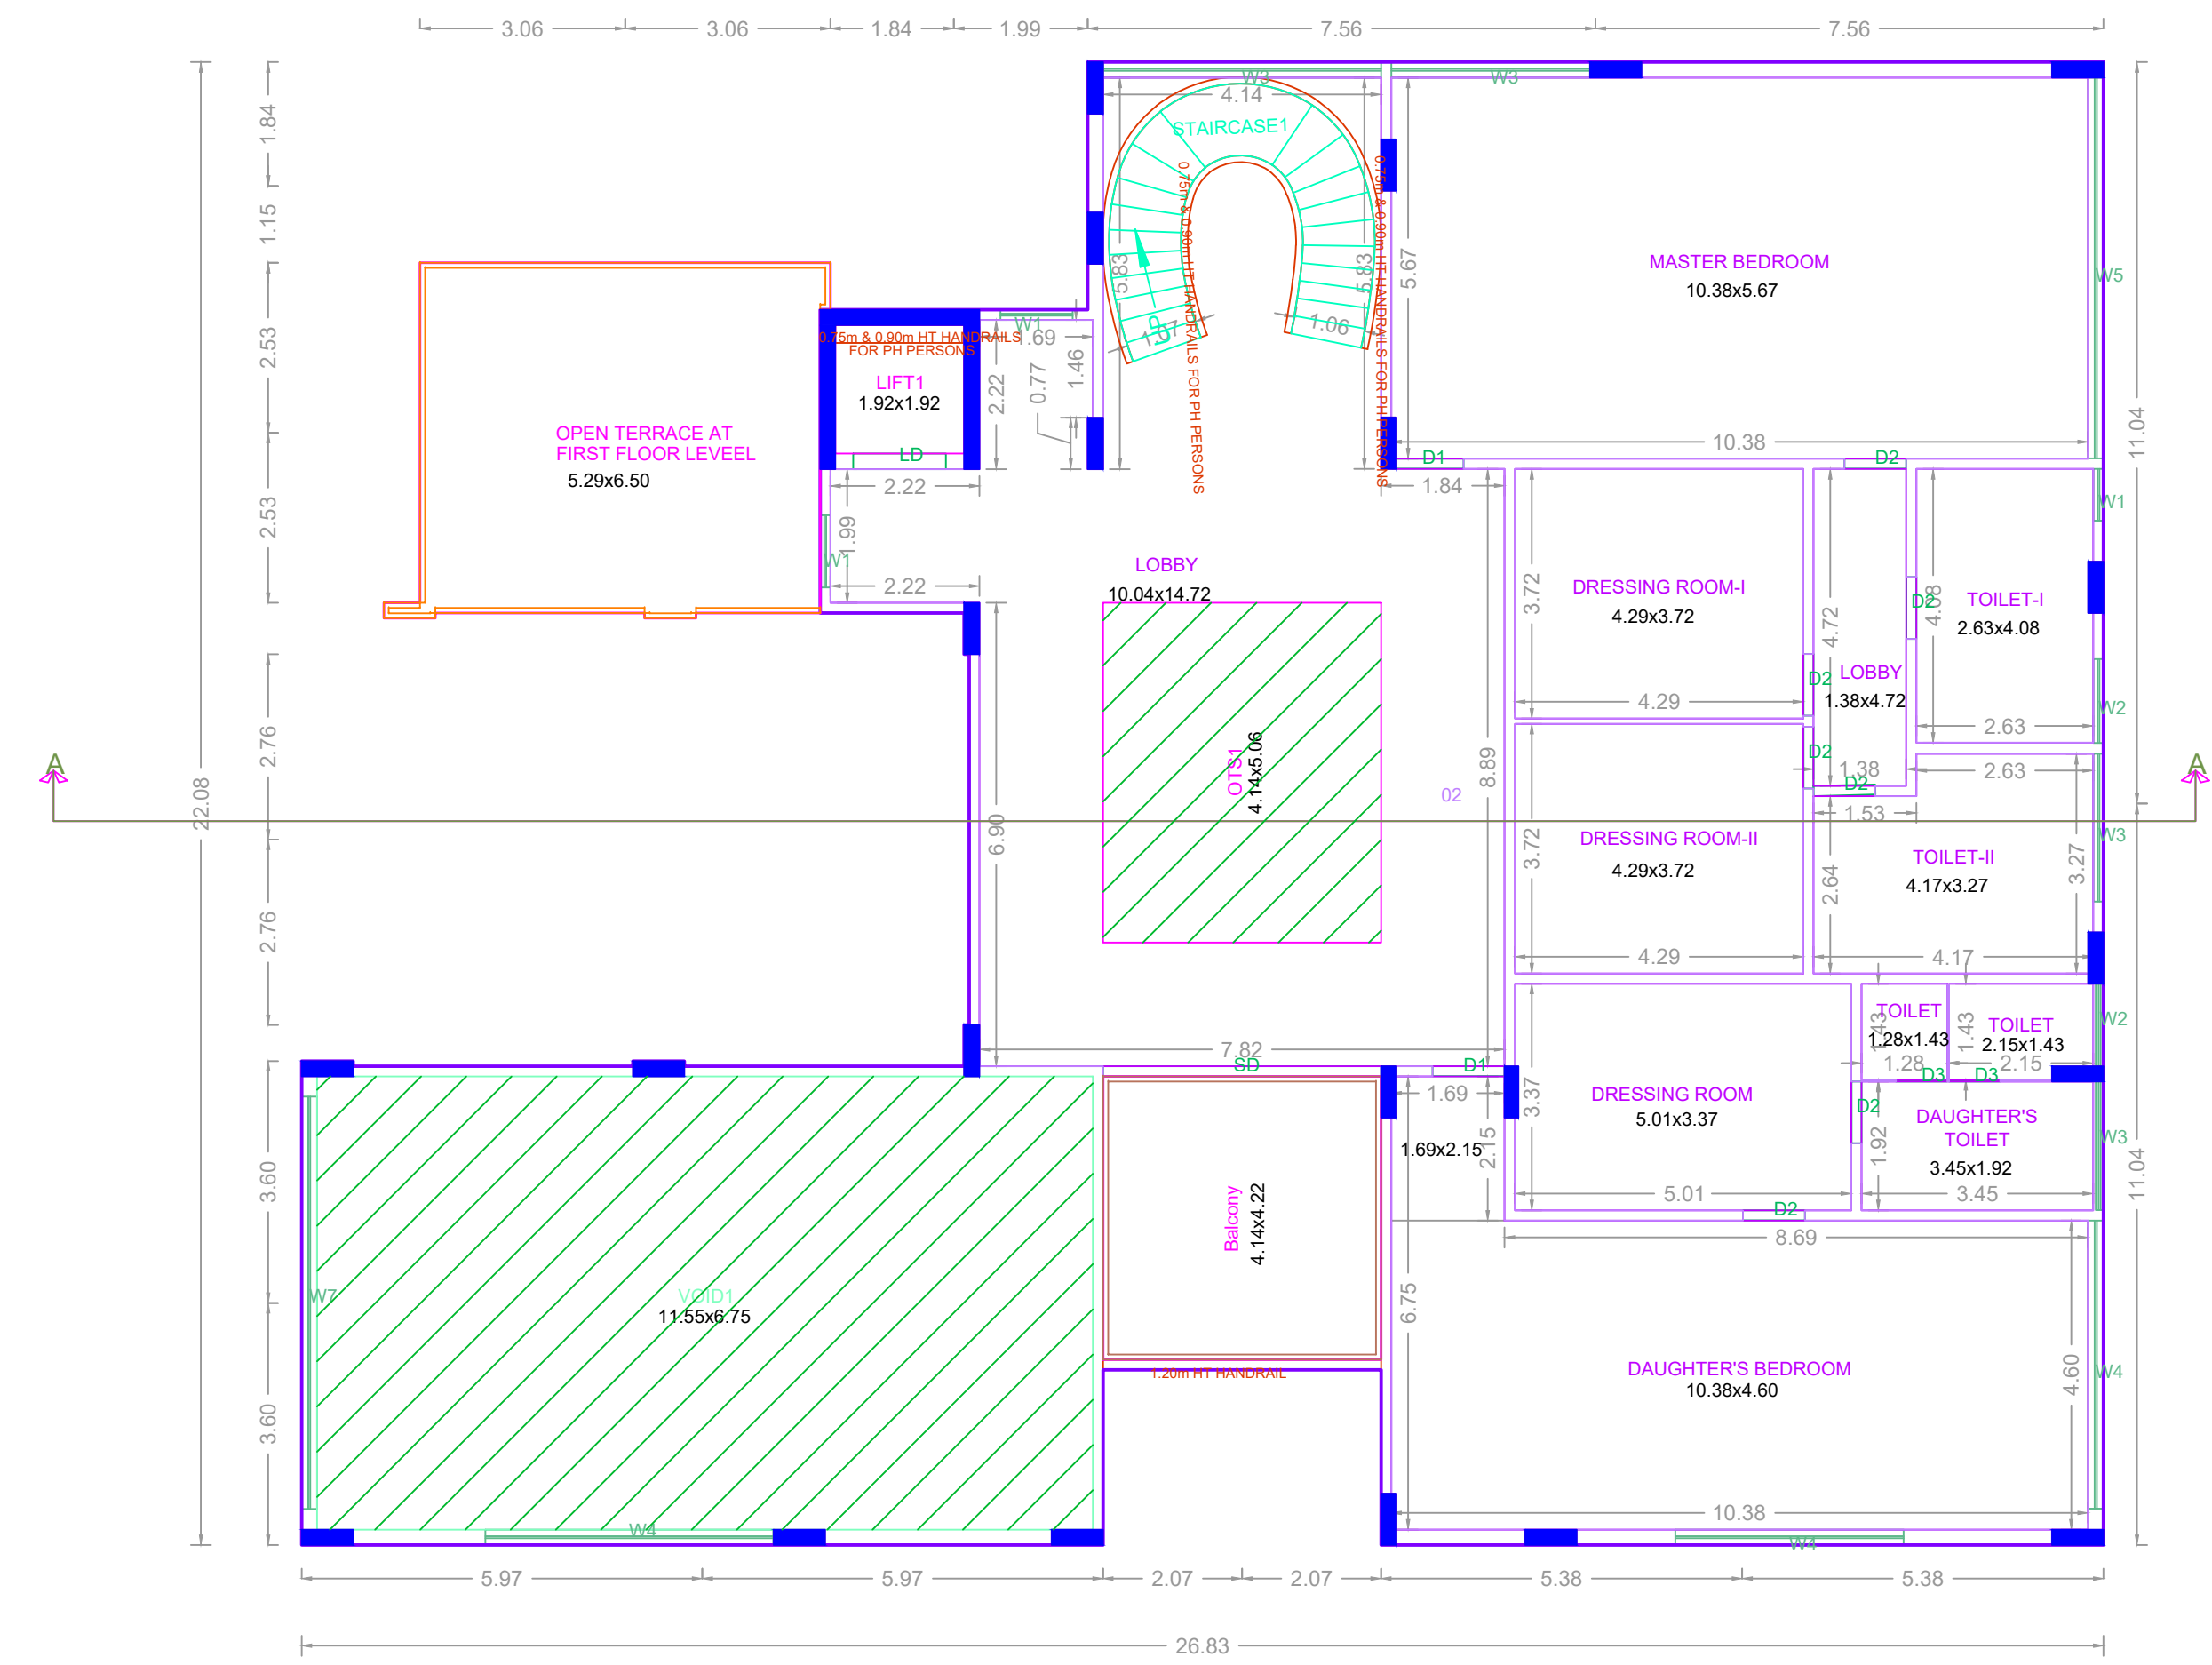 3.06
3.06
1.84
1.99
7.56
7.56
W3
W3
4.14
1.84
STAIRCASE1
1.15
0.75m & 0.90m HT HANDRAILS FOR PH PERSONS
0.75m & 0.90m HT HANDRAILS FOR PH PERSONS
5.83
5.83
5.67
MASTER BEDROOM
10.38x5.67
W5
UP
1.07
1.06
W1
1.69
0.75m & 0.90m HT HANDRAILS
FOR PH PERSONS
2.53
LIFT1
1.92x1.92
2.22
0.77
1.46
OPEN TERRACE AT
FIRST FLOOR LEVEEL
5.29x6.50
LD
10.38
11.04
D1
D2
2.22
1.84
2.53
1.99
W1
W1
2.22
LOBBY
10.04x14.72
DRESSING ROOM-I
4.29x3.72
3.72
4.72
4.08
D2
TOILET-I
2.63x4.08
D2
LOBBY
1.38x4.72
4.29
W2
2.63
2.76
22.08
A
A
OTS1
4.14x5.06
8.89
02
D2
1.38
D2
2.63
1.53
6.90
3.72
DRESSING ROOM-II
4.29x3.72
2.64
TOILET-II
4.17x3.27
3.27
W3
2.76
4.29
4.17
TOILET
1.28x1.43
1.43
1.28
TOILET
2.15x1.43
1.43
2.15
W2
7.82
SD
D1
D3
D3
1.69
3.37
DRESSING ROOM
5.01x3.37
D2
1.92
DAUGHTER'S
TOILET
3.45x1.92
W3
1.69x2.15
2.15
3.60
5.01
3.45
11.04
D2
Balcony
4.14x4.22
8.69
W7
VOID1
11.55x6.75
6.75
1.20m HT HANDRAIL
DAUGHTER'S BEDROOM
10.38x4.60
4.60
W4
3.60
10.38
W4
W4
5.97
5.97
2.07
2.07
5.38
5.38
26.83